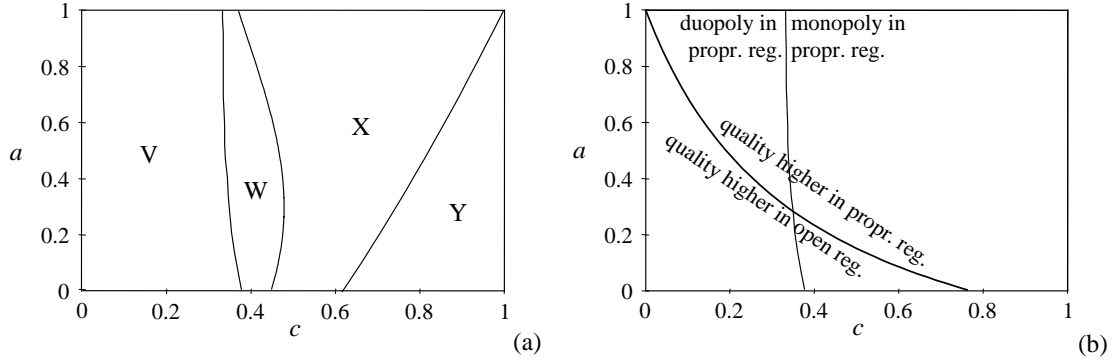 1
0.8
0.6
0.4
0.2
0
a
V
W
X
Y
0
0.2
0.4
0.6
0.8
1
c
(a)
1
0.8
0.6
0.4
0.2
0
a
duopoly in
propr. reg.
monopoly in
propr. reg.
quality higher in propr. reg.
quality higher in open reg.
0
0.2
0.4
0.6
0.8
1
c
(b)